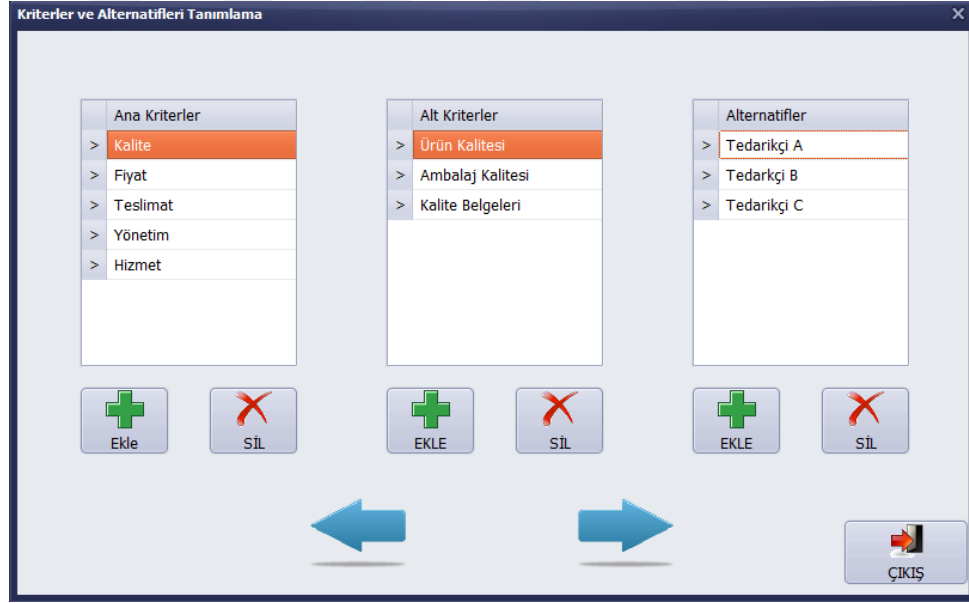 Kriterler ve Alternatifleri Tanımlama
Ana Kriterler
> Kalite
> Fiyat
> Teslimat
> Yönetim
> Hizmet
Ekle
SİL
Alt Kriterler
> Ürün Kalitesi
> Ambalaj Kalitesi
> Kalite Belgeleri
EKLE
SİL
Alternatifler
> Tedarikçi A
> Tedarkçi B
> Tedarikçi C
EKLE
SİL
ÇIKIŞ